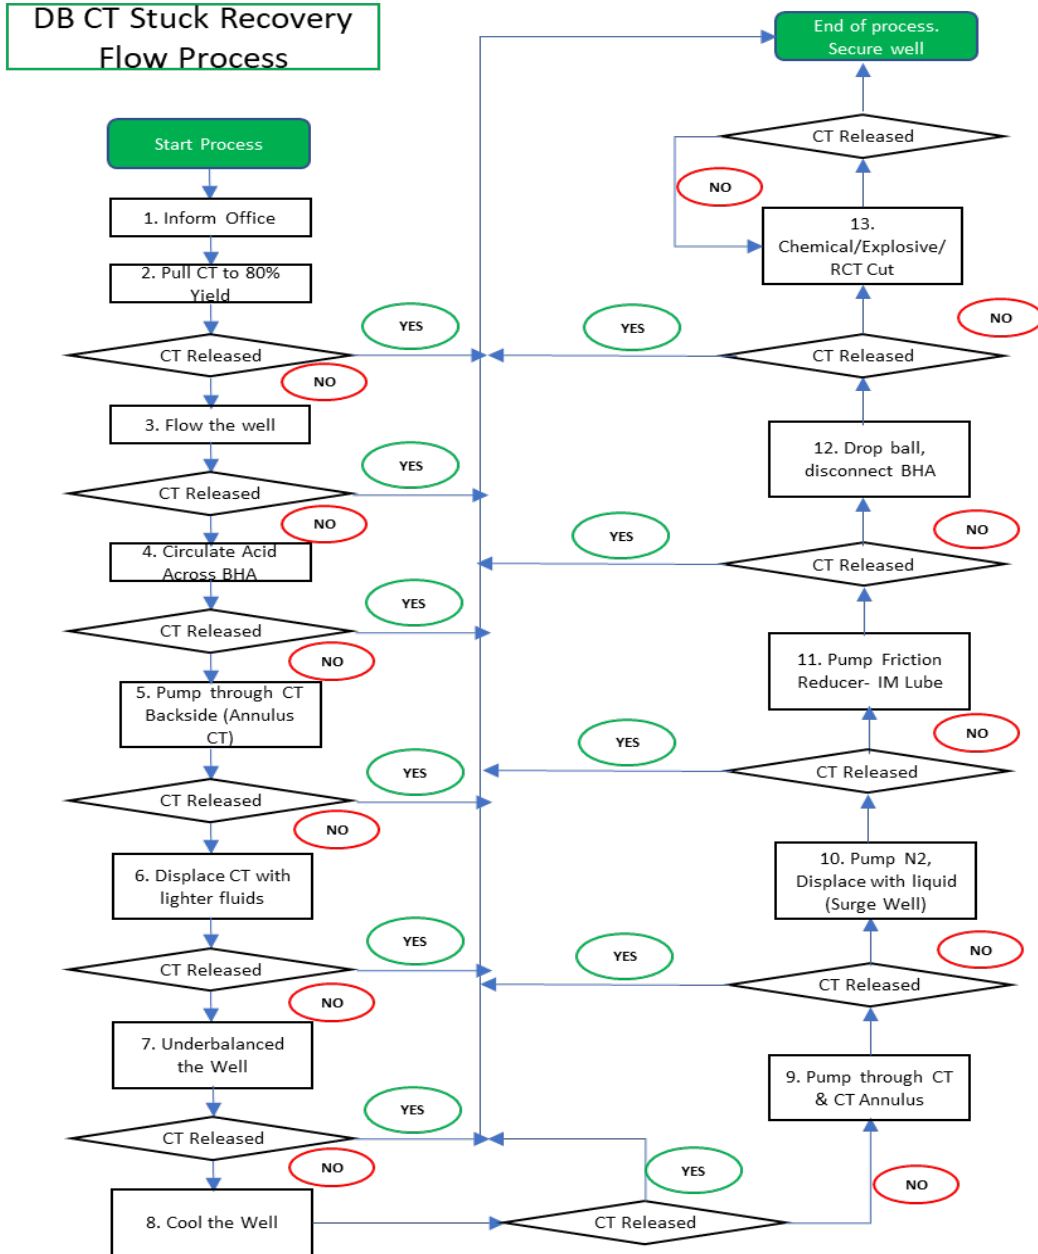 DB CT Stuck Recovery
Flow Process
Start Process
1. Inform Office
2. Pull CT to 80%
Yield
CT Released
YES
NO
3. Flow the well
CT Released
YES
NO
4. Circulate Acid
Across BHA
CT Released
YES
NO
5. Pump through CT
Backside (Annulus
CT)
CT Released
YES
NO
6. Displace CT with
lighter fluids
CT Released
YES
NO
7. Underbalanced
the Well
CT Released
YES
NO
8. Cool the Well
CT Released
YES
NO
9. Pump through CT
& CT Annulus
CT Released
YES
NO
10. Pump N2,
Displace with liquid
(Surge Well)
CT Released
YES
NO
11. Pump Friction
Reducer- IM Lube
CT Released
YES
NO
12. Drop ball,
disconnect BHA
CT Released
YES
NO
13.
Chemical/Explosive/
RCT Cut
CT Released
NO
End of process.
Secure well